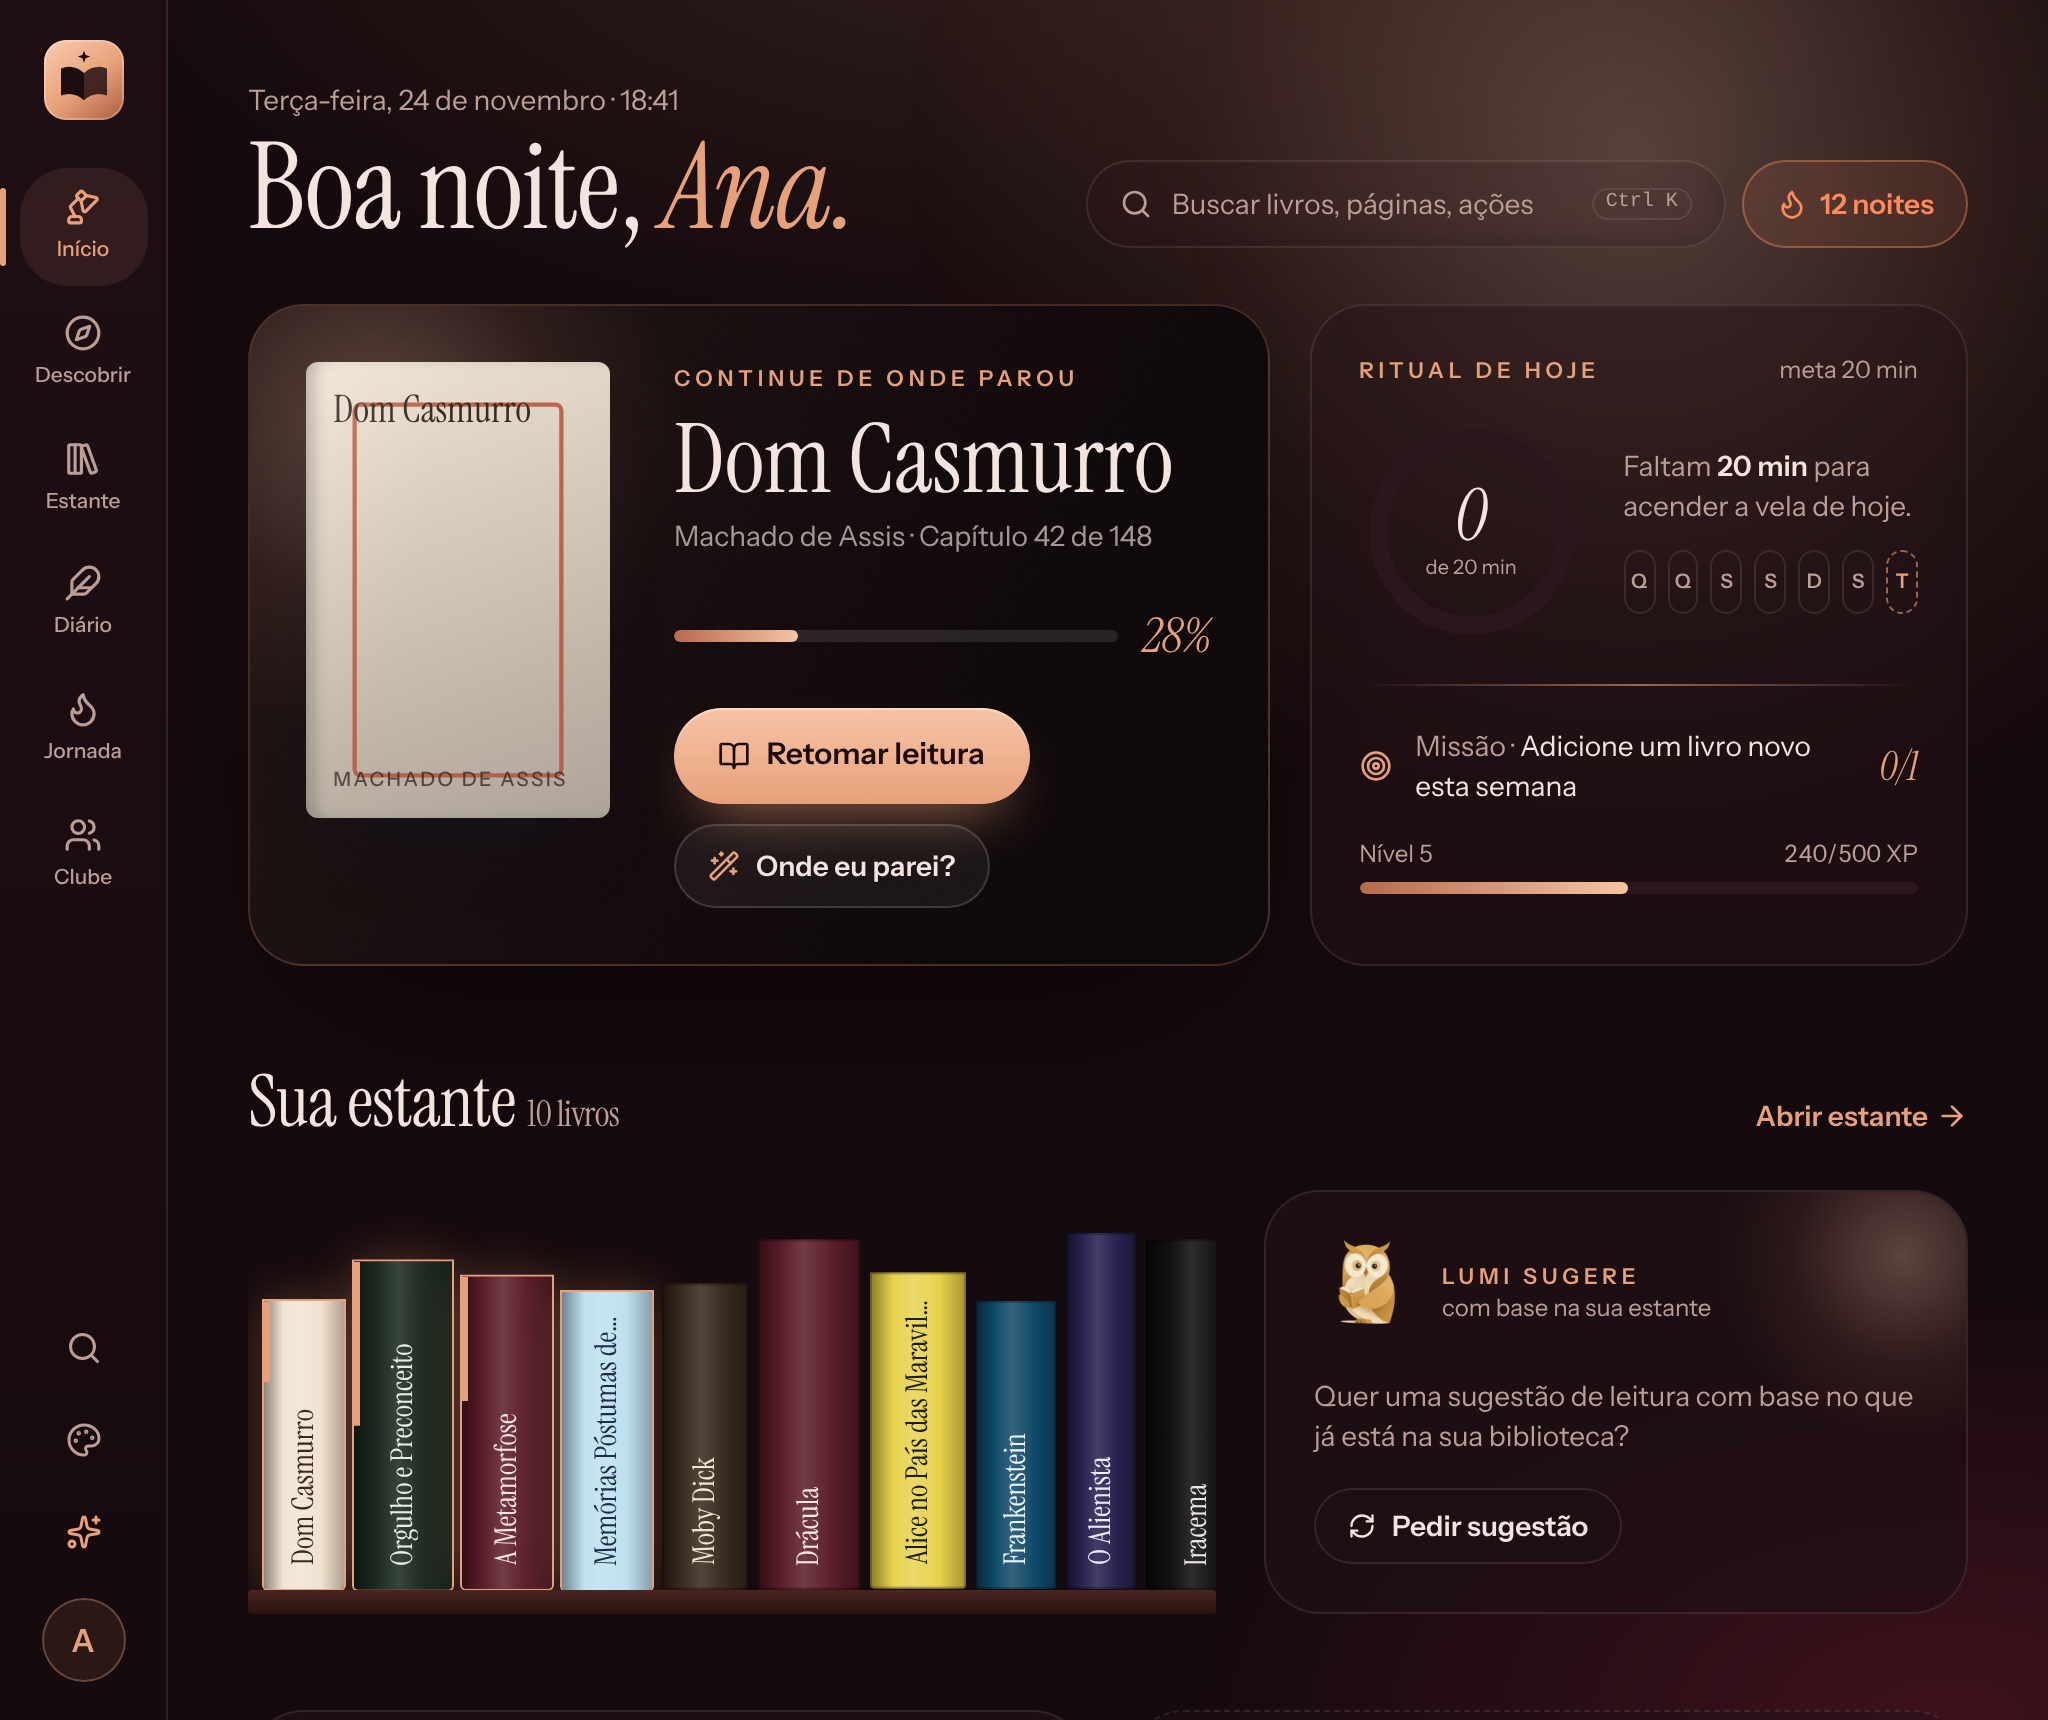 Terça-feira, 24 de novembro · 18:41
Boa noite, Ana.
Buscar livros, páginas, ações
Ctrl K
12 noites
Início
Descobrir
Estante
Diário
Jornada
Clube
A
Dom Casmurro
MACHADO DE ASSIS
CONTINUE DE ONDE PAROU
Dom Casmurro
Machado de Assis · Capítulo 42 de 148
28%
Retomar leitura
Onde eu parei?
RITUAL DE HOJE
meta 20 min
0
de 20 min
Faltam 20 min para
acender a vela de hoje.
Q Q S S D S T
Missão · Adicione um livro novo
esta semana
0/1
Nível 5
240/500 XP
Sua estante 10 livros
Abrir estante
Dom Casmurro
Orgulho e Preconceito
A Metamorfose
Memórias Póstumas de...
Moby Dick
Drácula
Alice no País das Maravil...
Frankenstein
O Alienista
Iracema
LUMI SUGERE
com base na sua estante
Quer uma sugestão de leitura com base no que
já está na sua biblioteca?
Pedir sugestão